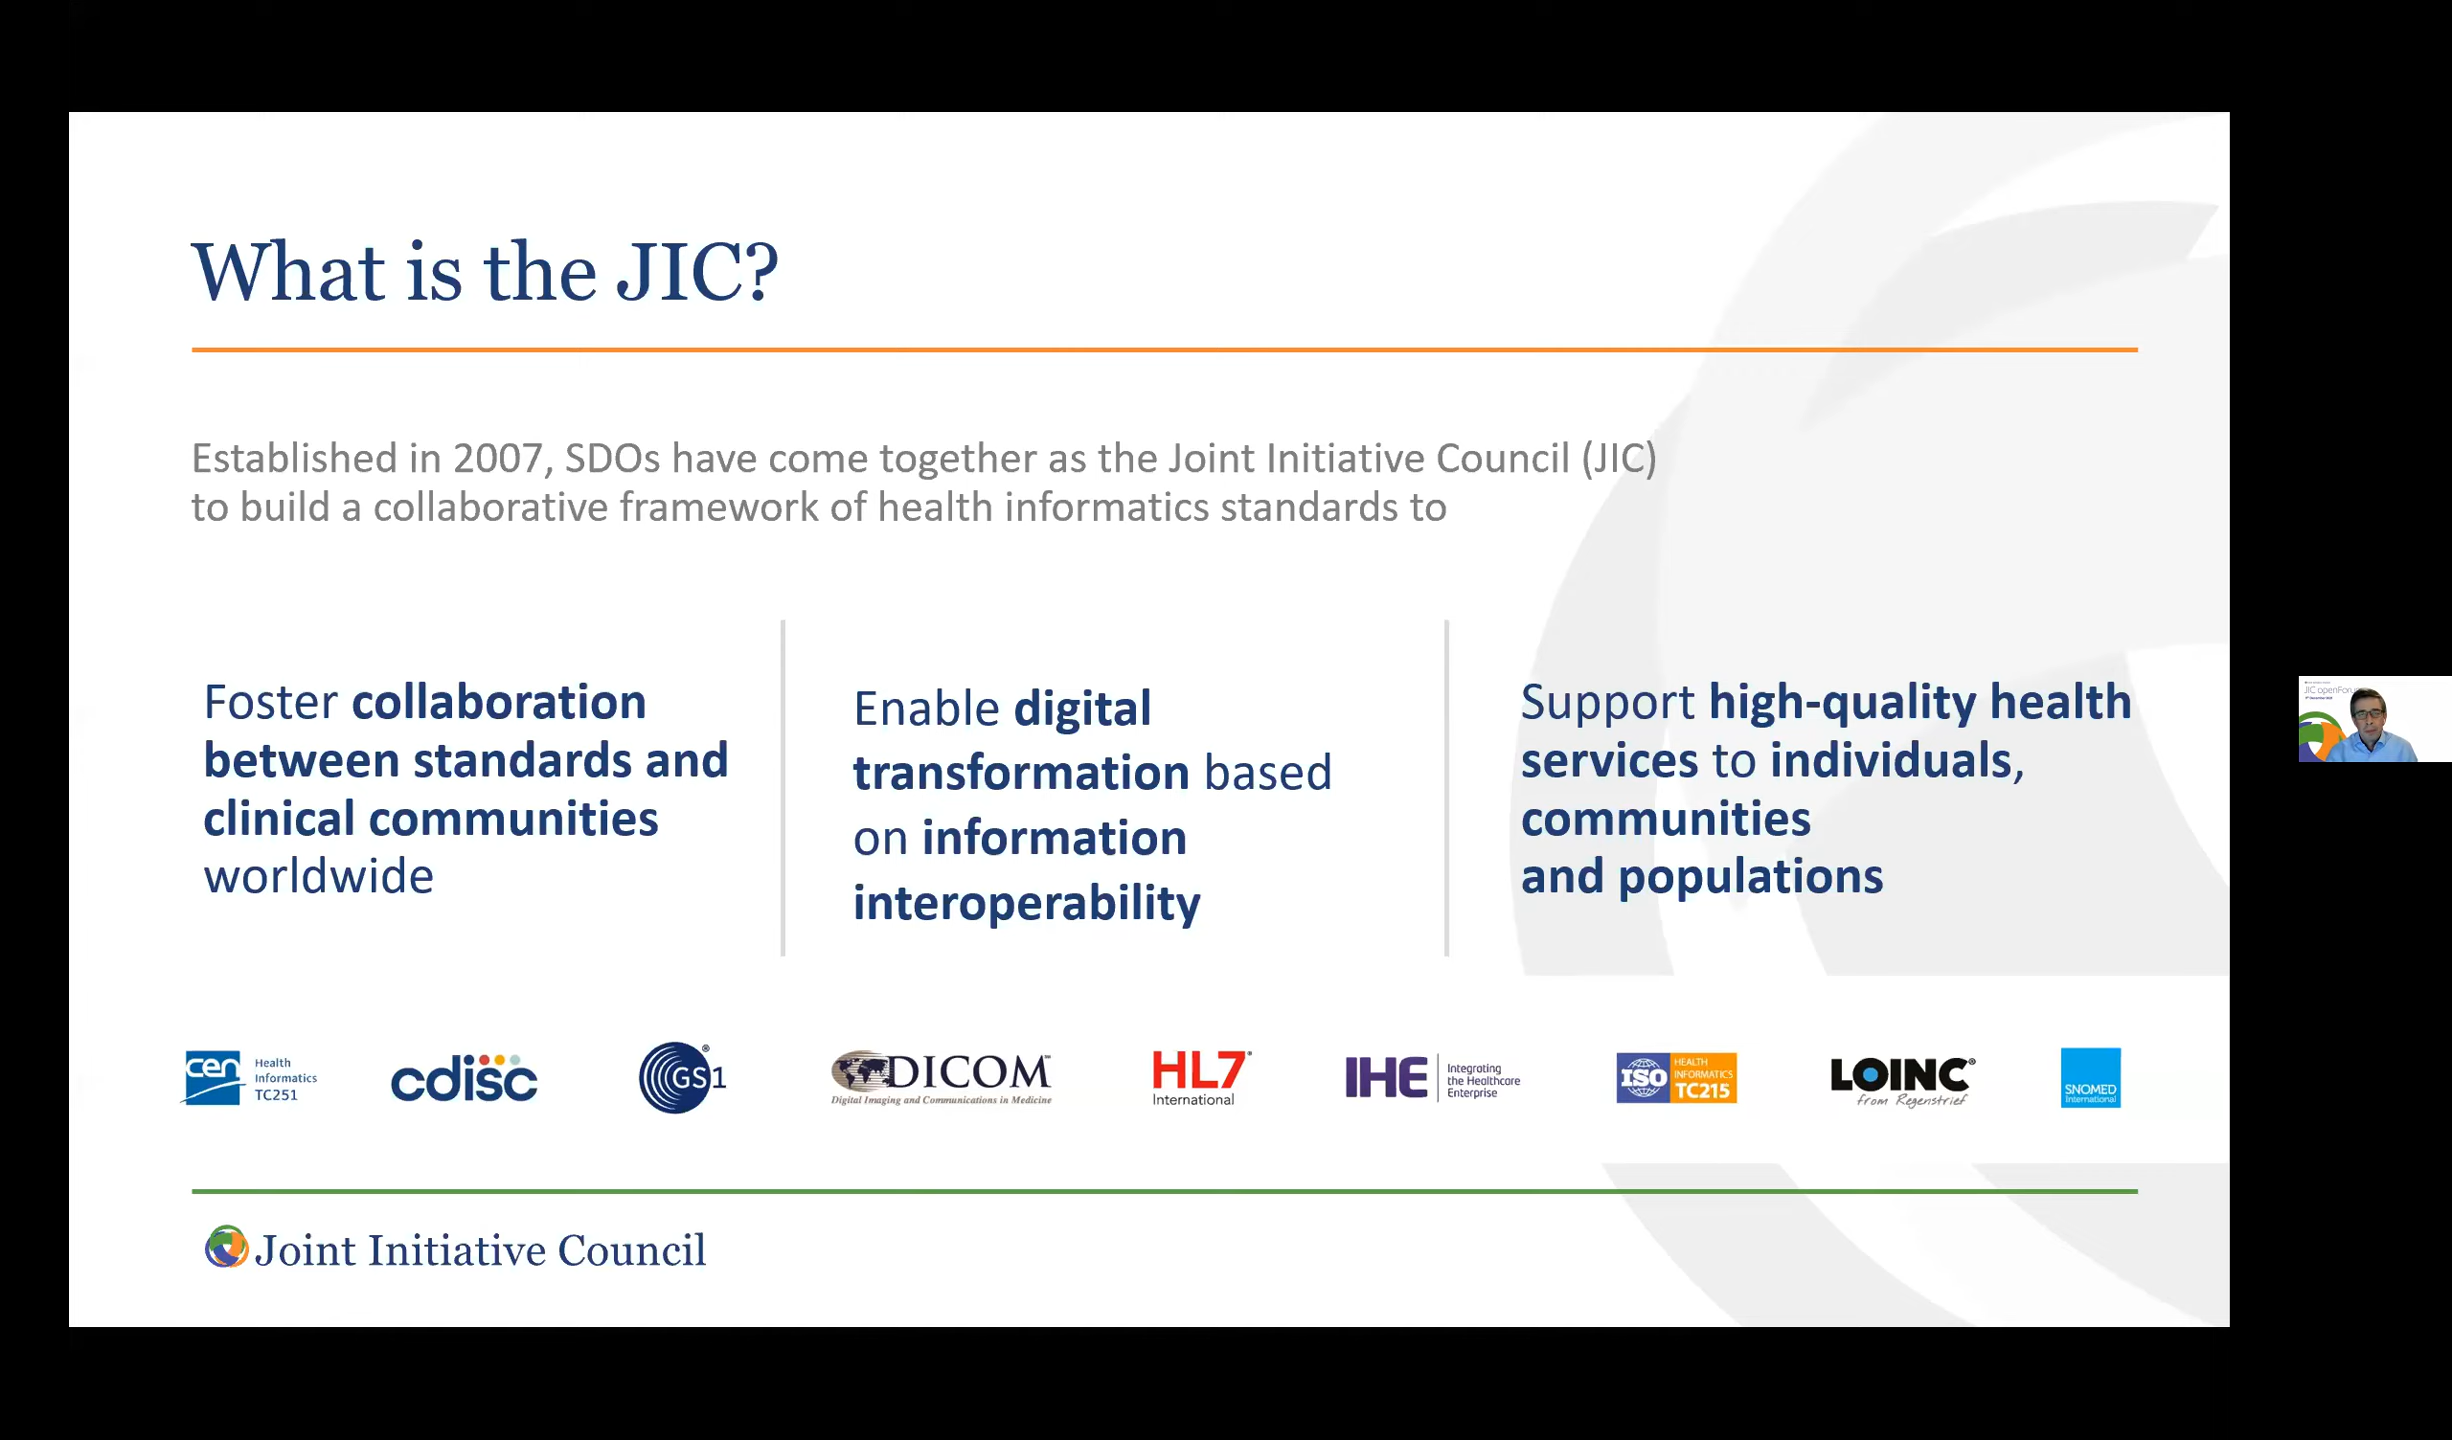 What is the JIC?
Established in 2007, SDOs have come together as the Joint Initiative Council (JIC)
to build a collaborative framework of health informatics standards to
Foster collaboration
between standards and
clinical communities
worldwide
Enable digital
transformation based
on information
interoperability
Support high-quality health
services to individuals,
communities
and populations
cen
Health
Informatics
TC251
cdisc
GS1
DICOM
Digital Imaging and Communications in Medicine
HL7
International
IHE
Integrating
the Healthcare
Enterprise
ISO
HEALTH
INFORMATICS
TC215
LOINC
from Regenstrief
SNOMED
International
Joint Initiative Council